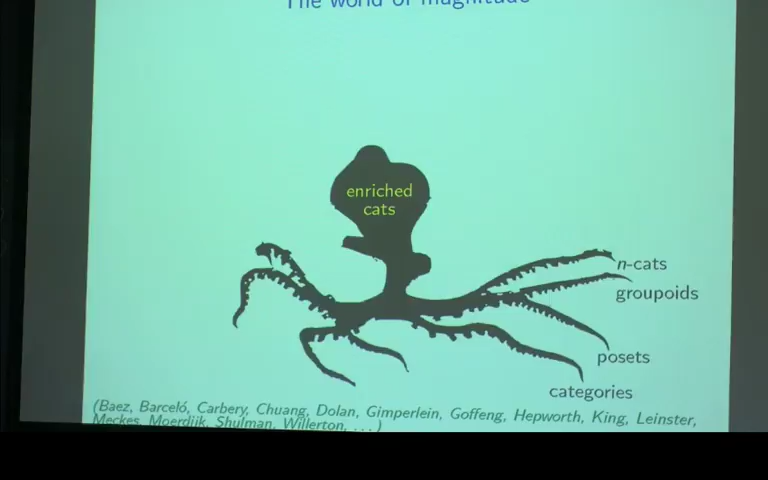 The world of magnitude
enriched
cats
n-cats
groupoids
posets
categories
(Baez, Barceló, Carbery, Chuang, Dolan, Gimperlein, Goffeng, Hepworth, King, Leinster,
Meckes, Moerdijk, Shulman, Willerton, ...)